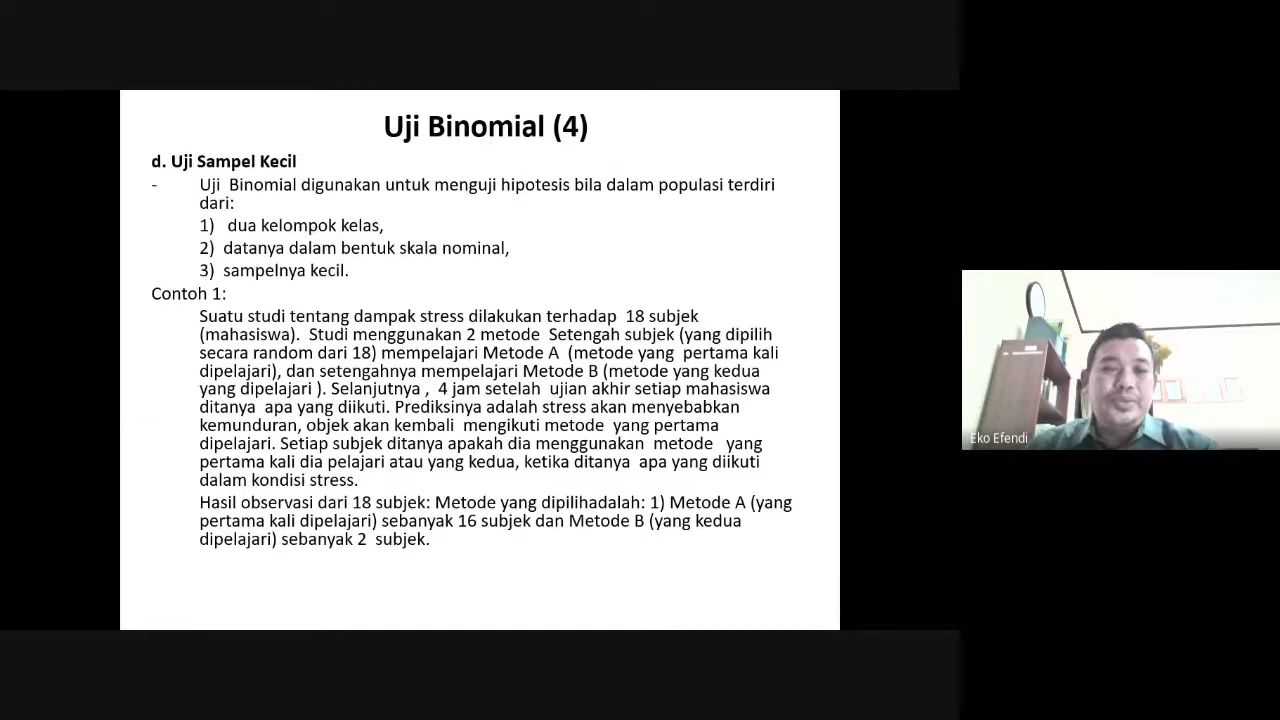 Uji Binomial (4)
d. Uji Sampel Kecil
- Uji Binomial digunakan untuk menguji hipotesis bila dalam populasi terdiri
dari:
1) dua kelompok kelas,
2) datanya dalam bentuk skala nominal,
3) sampelnya kecil.
Contoh 1:
Suatu studi tentang dampak stress dilakukan terhadap 18 subjek
(mahasiswa). Studi menggunakan 2 metode Setengah subjek (yang dipilih
secara random dari 18) mempelajari Metode A (metode yang pertama kali
dipelajari), dan setengahnya mempelajari Metode B (metode yang kedua
yang dipelajari ). Selanjutnya , 4 jam setelah ujian akhir setiap mahasiswa
ditanya apa yang diikuti. Prediksinya adalah stress akan menyebabkan
kemunduran, objek akan kembali mengikuti metode yang pertama
dipelajari. Setiap subjek ditanya apakah dia menggunakan metode yang
pertama kali dia pelajari atau yang kedua, ketika ditanya apa yang diikuti
dalam kondisi stress.
Hasil observasi dari 18 subjek: Metode yang dipilihadalah: 1) Metode A (yang
pertama kali dipelajari) sebanyak 16 subjek dan Metode B (yang kedua
dipelajari) sebanyak 2 subjek.
Eko Efendi